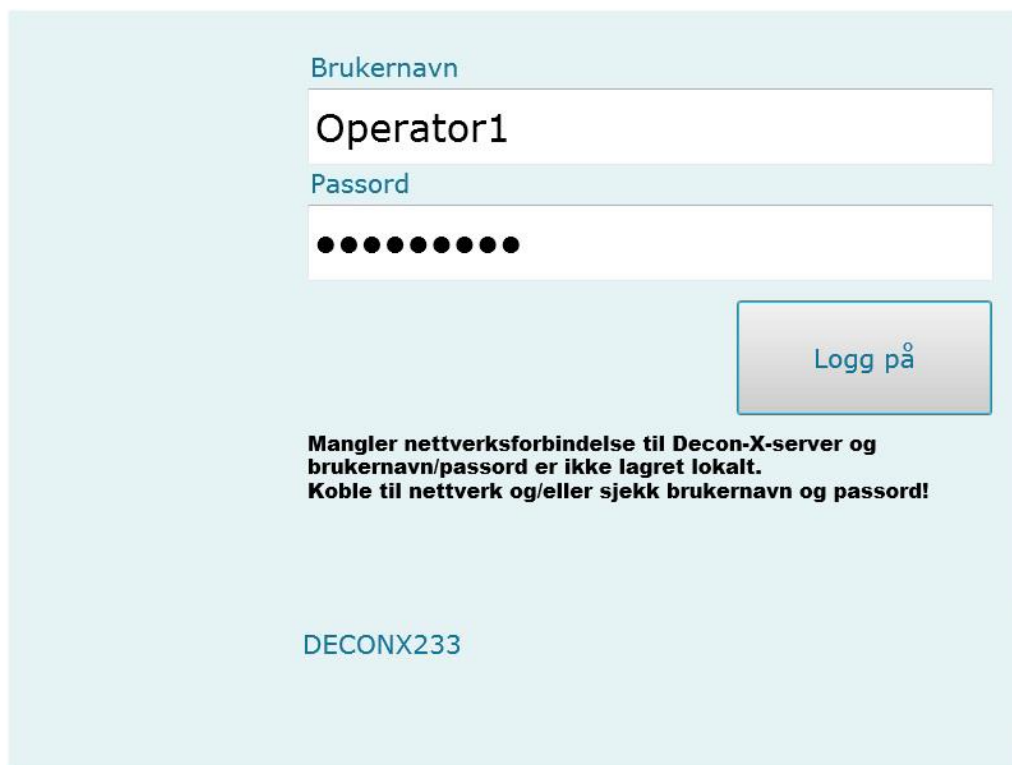 Brukernavn
Operator1
Passord
●●●●●●●●●
Logg på
Mangler nettverksforbindelse til Decon-X-server og
brukernavn/passord er ikke lagret lokalt.
Koble til nettverk og/eller sjekk brukernavn og passord!
DECONX233